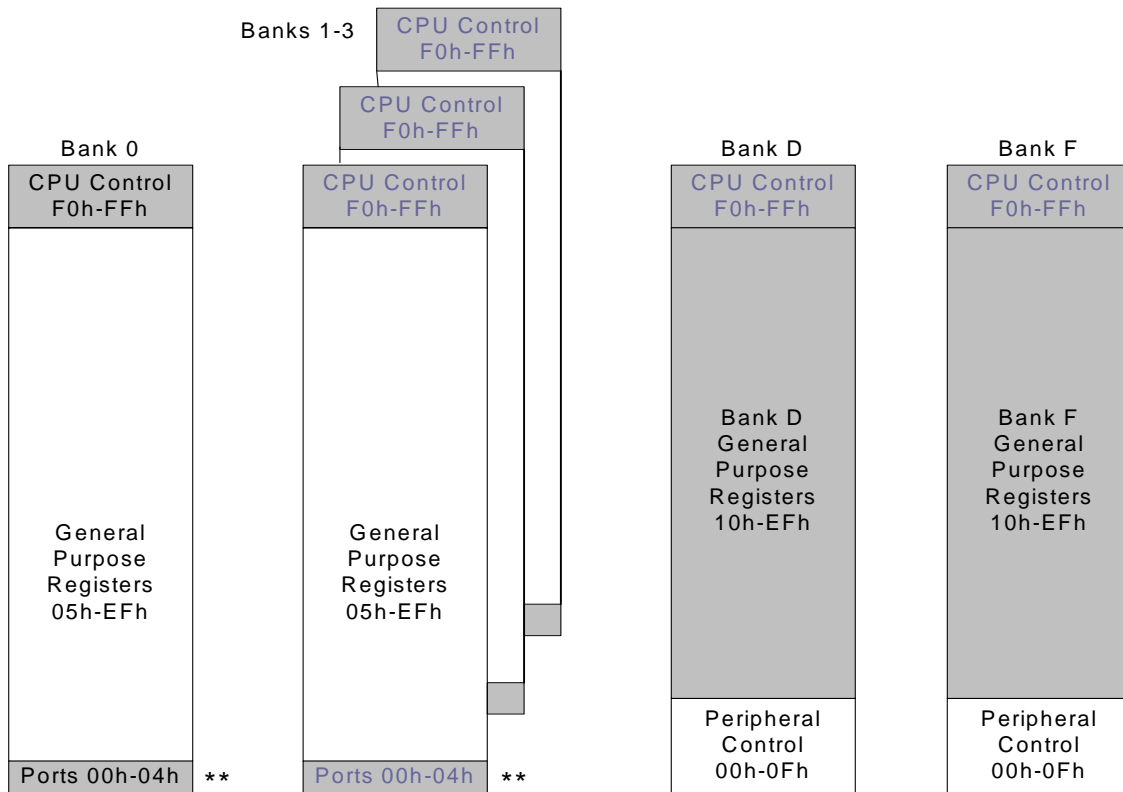 Banks 1-3
CPU Control
F0h-FFh
CPU Control
F0h-FFh
Bank 0
CPU Control
F0h-FFh
General
Purpose
Registers
05h-EFh
Ports 00h-04h **
CPU Control
F0h-FFh
General
Purpose
Registers
05h-EFh
Ports 00h-04h **
Bank D
CPU Control
F0h-FFh
Bank D
General
Purpose
Registers
10h-EFh
Peripheral
Control
00h-0Fh
Bank F
CPU Control
F0h-FFh
Bank F
General
Purpose
Registers
10h-EFh
Peripheral
Control
00h-0Fh